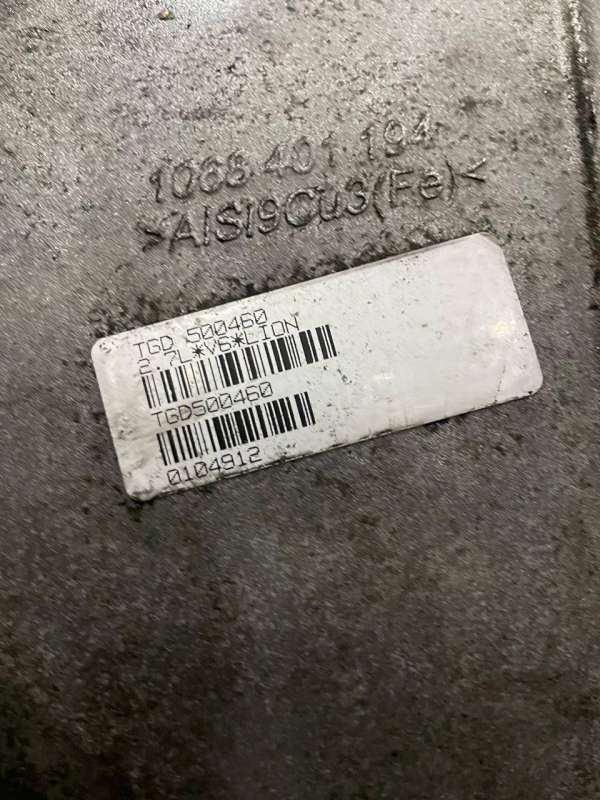 1068 401 194
>AlSi9Cu3(Fe)<
TGD 500460
2.7L*V6*LION
TGD500460
0104912